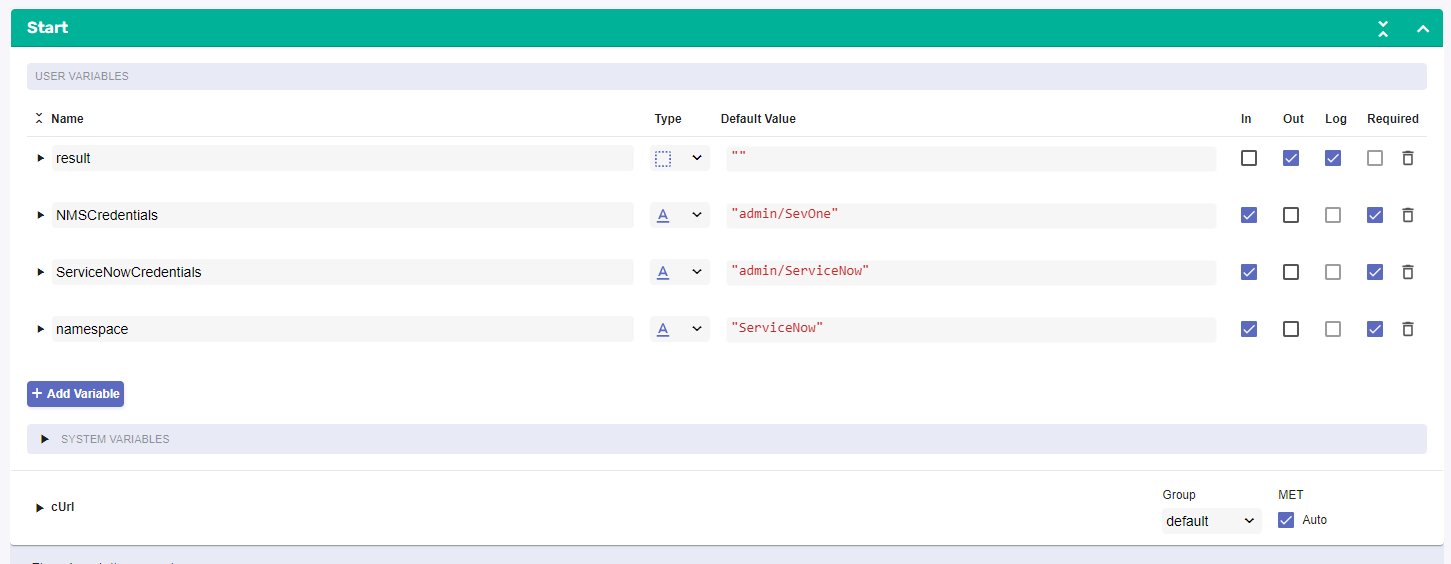 Start
USER VARIABLES
Name Type Default Value In Out Log Required
result ""
NMSCredentials A "admin/SevOne"
ServiceNowCredentials A "admin/ServiceNow"
namespace A "ServiceNow"
+ Add Variable
SYSTEM VARIABLES
Group MET
cUrl default Auto